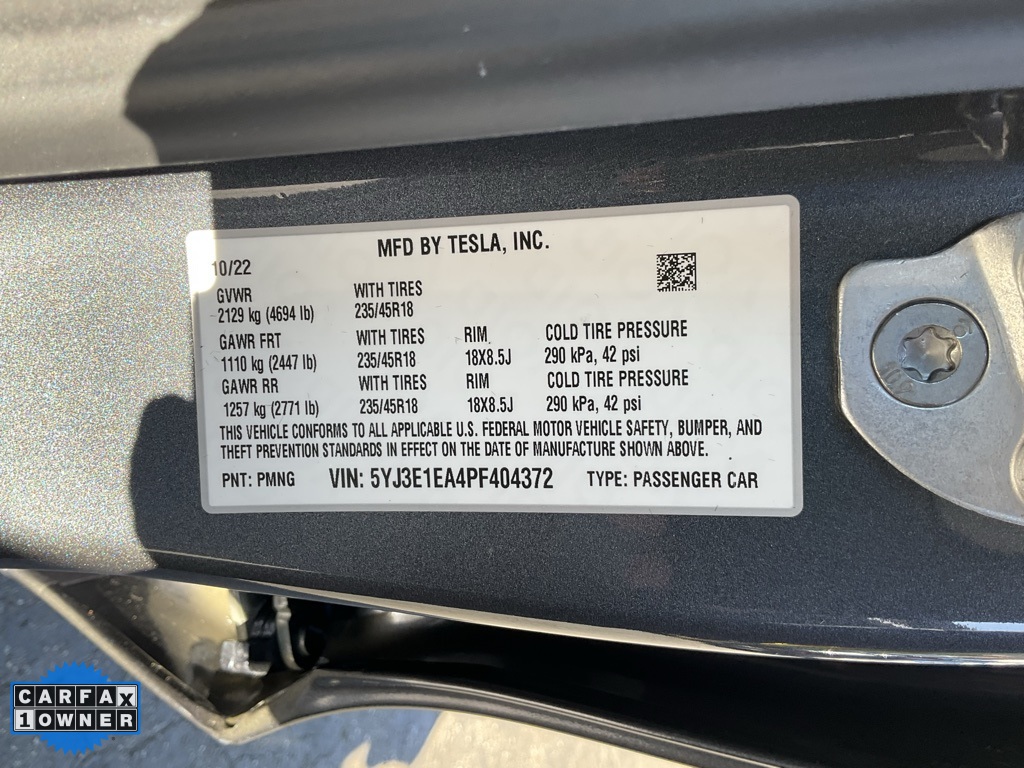 MFD BY TESLA, INC.
10/22
GVWR WITH TIRES
2129 kg (4694 lb) 235/45R18
GAWR FRT WITH TIRES RIM COLD TIRE PRESSURE
1110 kg (2447 lb) 235/45R18 18X8.5J 290 kPa, 42 psi
GAWR RR WITH TIRES RIM COLD TIRE PRESSURE
1257 kg (2771 lb) 235/45R18 18X8.5J 290 kPa, 42 psi
THIS VEHICLE CONFORMS TO ALL APPLICABLE U.S. FEDERAL MOTOR VEHICLE SAFETY, BUMPER, AND
THEFT PREVENTION STANDARDS IN EFFECT ON THE DATE OF MANUFACTURE SHOWN ABOVE.
PNT: PMNG VIN: 5YJ3E1EA4PF404372 TYPE: PASSENGER CAR
CARFAX
1 OWNER